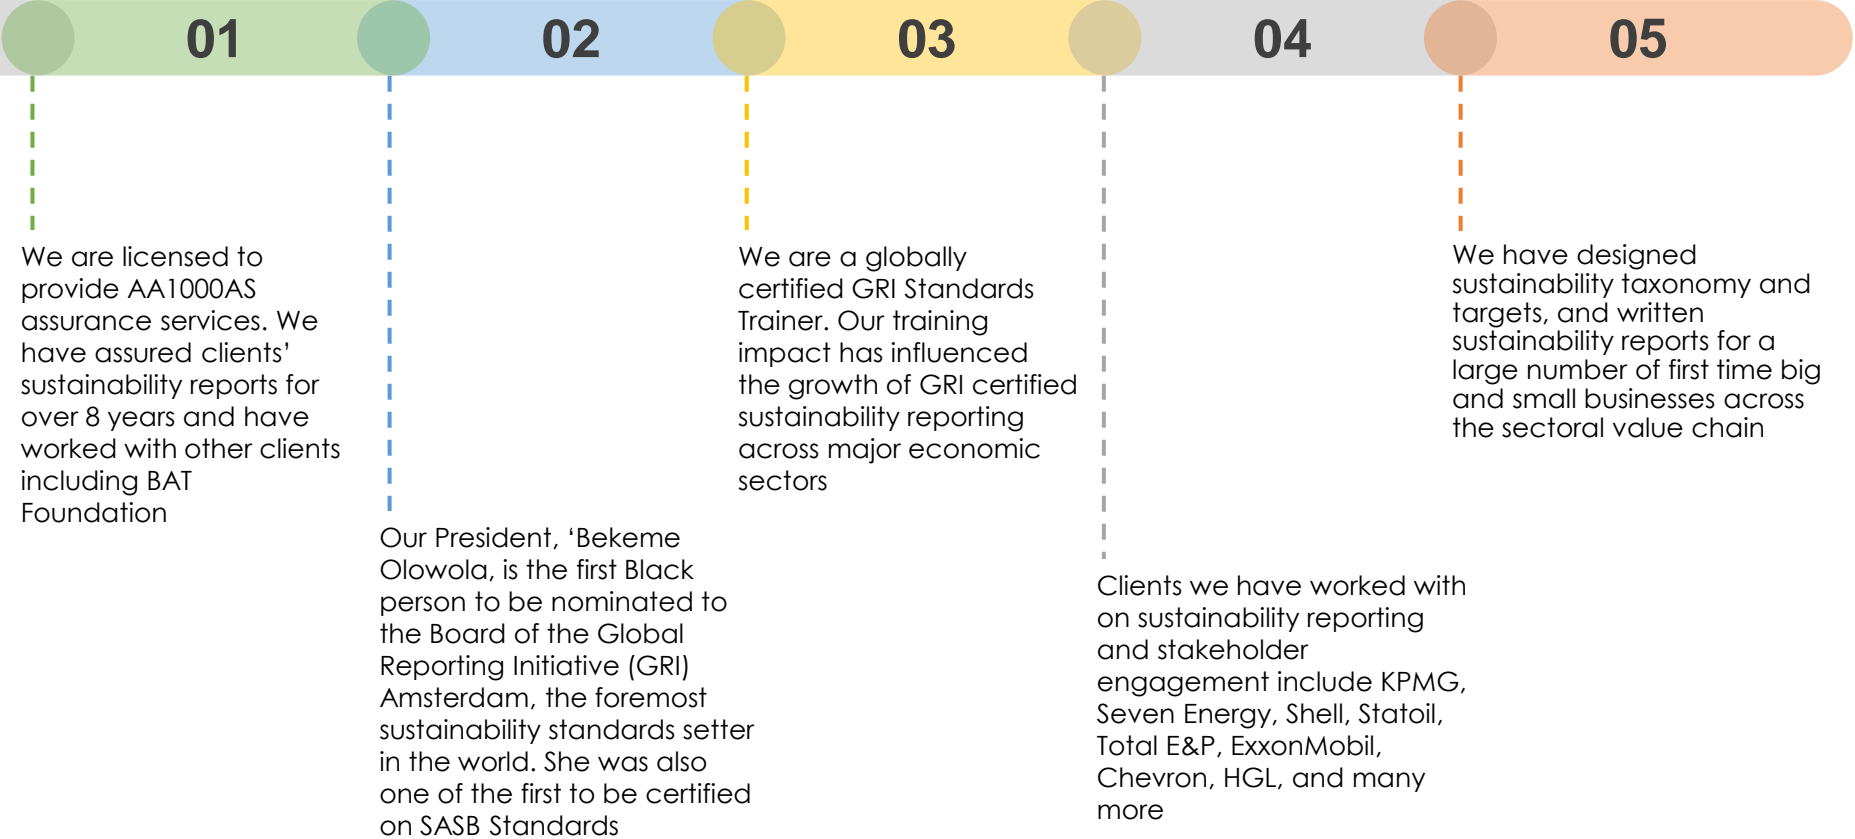 01
02
03
04
05
We are licensed to
provide AA1000AS
assurance services. We
have assured clients’
sustainability reports for
over 8 years and have
worked with other clients
including BAT
Foundation
Our President, ‘Bekeme
Olowola, is the first Black
person to be nominated to
the Board of the Global
Reporting Initiative (GRI)
Amsterdam, the foremost
sustainability standards setter
in the world. She was also
one of the first to be certified
on SASB Standards
We are a globally
certified GRI Standards
Trainer. Our training
impact has influenced
the growth of GRI certified
sustainability reporting
across major economic
sectors
Clients we have worked with
on sustainability reporting
and stakeholder
engagement include KPMG,
Seven Energy, Shell, Statoil,
Total E&P, ExxonMobil,
Chevron, HGL, and many
more
We have designed
sustainability taxonomy and
targets, and written
sustainability reports for a
large number of first time big
and small businesses across
the sectoral value chain